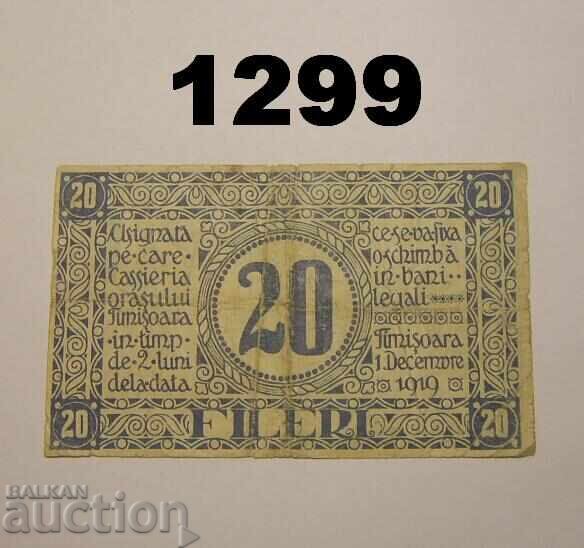 1299
20 20
Asignata
pe care
Cassieria
orașului
Timișoara
în timp
de 2 luni
dela data
20
ce se va fixa
o schimbă
in bani
legali
Timișoara
1. Decemvre
1919
20 FILERI 20
BALKAN
auction